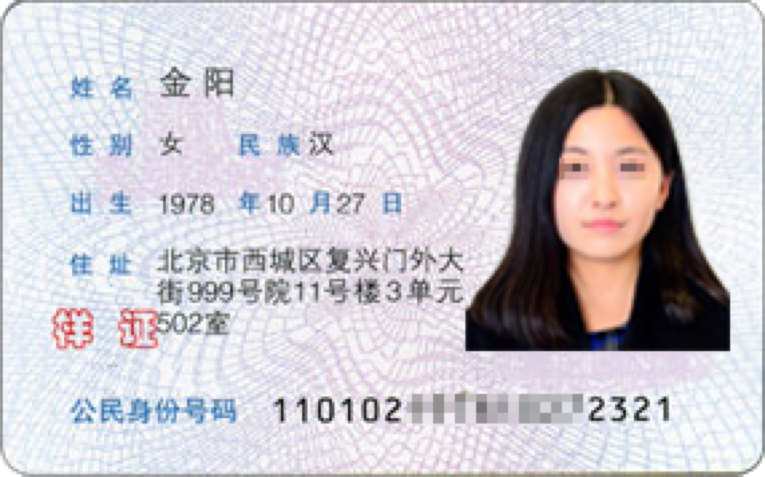 姓名 金阳
性别 女 民族 汉
出生 1978 年 10 月 27 日
住址 北京市西城区复兴门外大
街999号院11号楼3单元
502室
样 证
公民身份号码 110102 2321